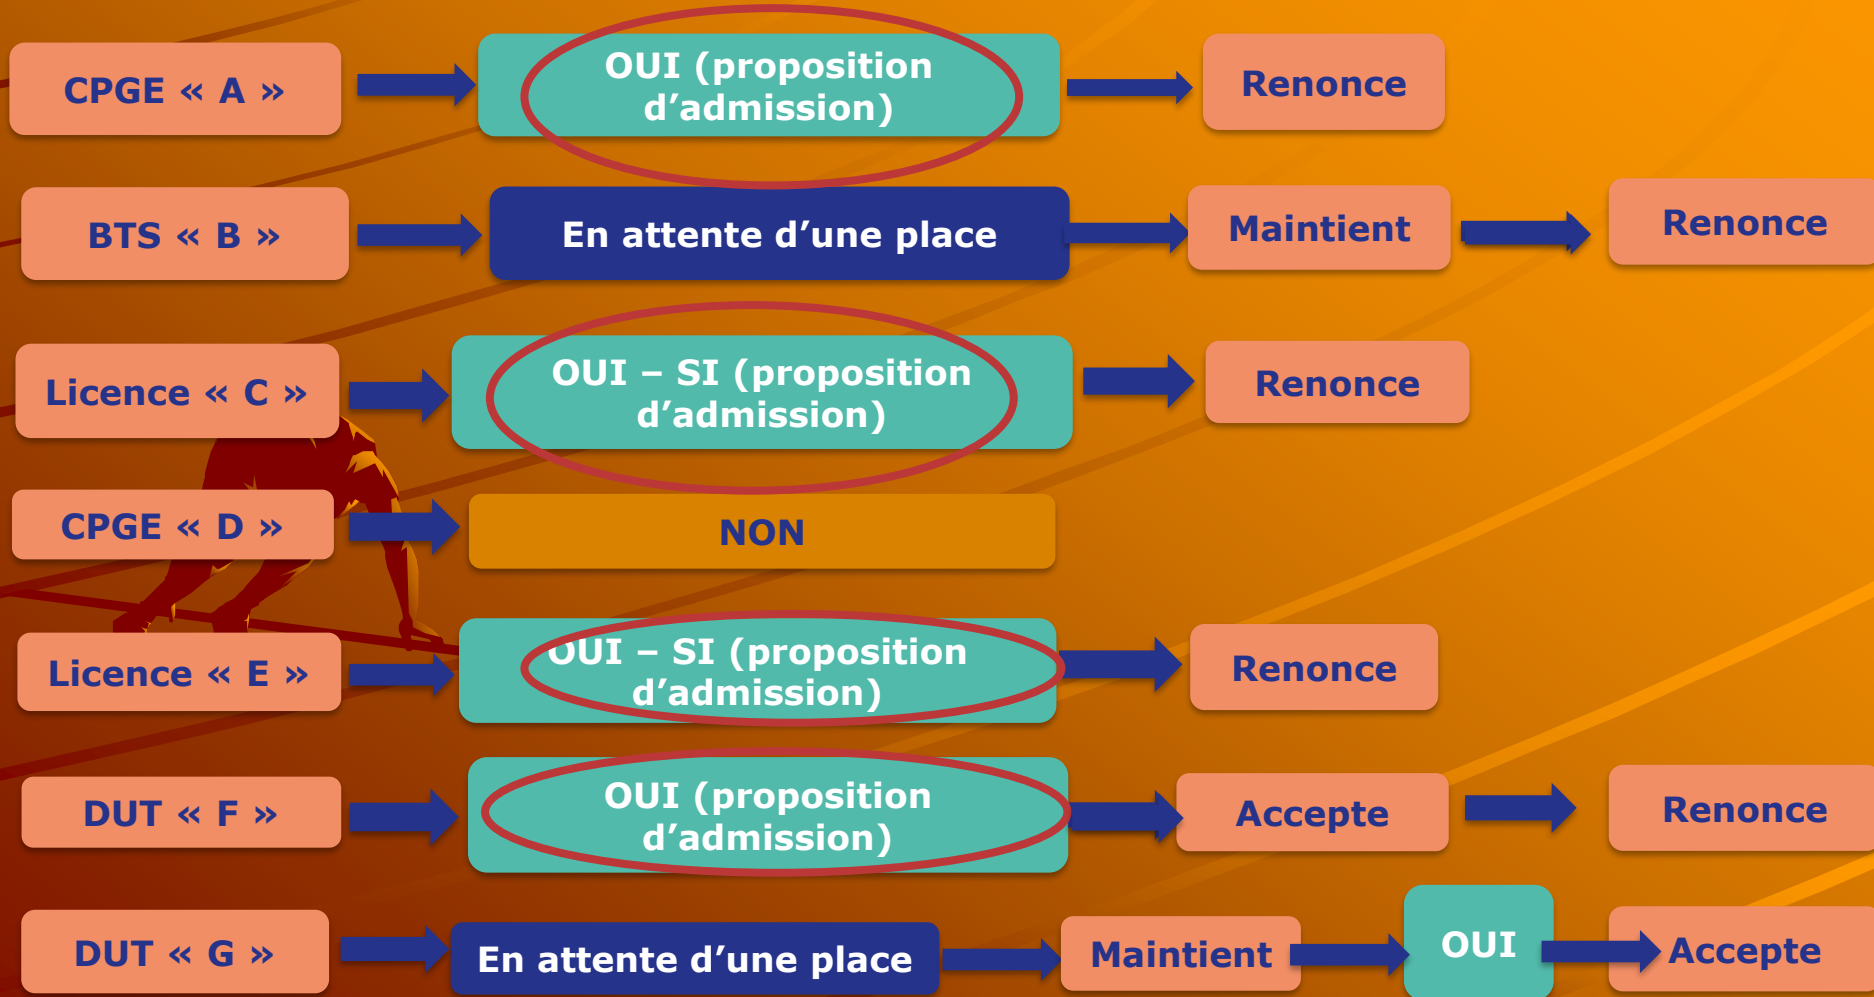 CPGE « A »
OUI (proposition
d’admission)
Renonce
BTS « B »
En attente d’une place
Maintient
Renonce
Licence « C »
OUI – SI (proposition
d’admission)
Renonce
CPGE « D »
NON
Licence « E »
OUI – SI (proposition
d’admission)
Renonce
DUT « F »
OUI (proposition
d’admission)
Accepte
Renonce
DUT « G »
En attente d’une place
Maintient
OUI
Accepte